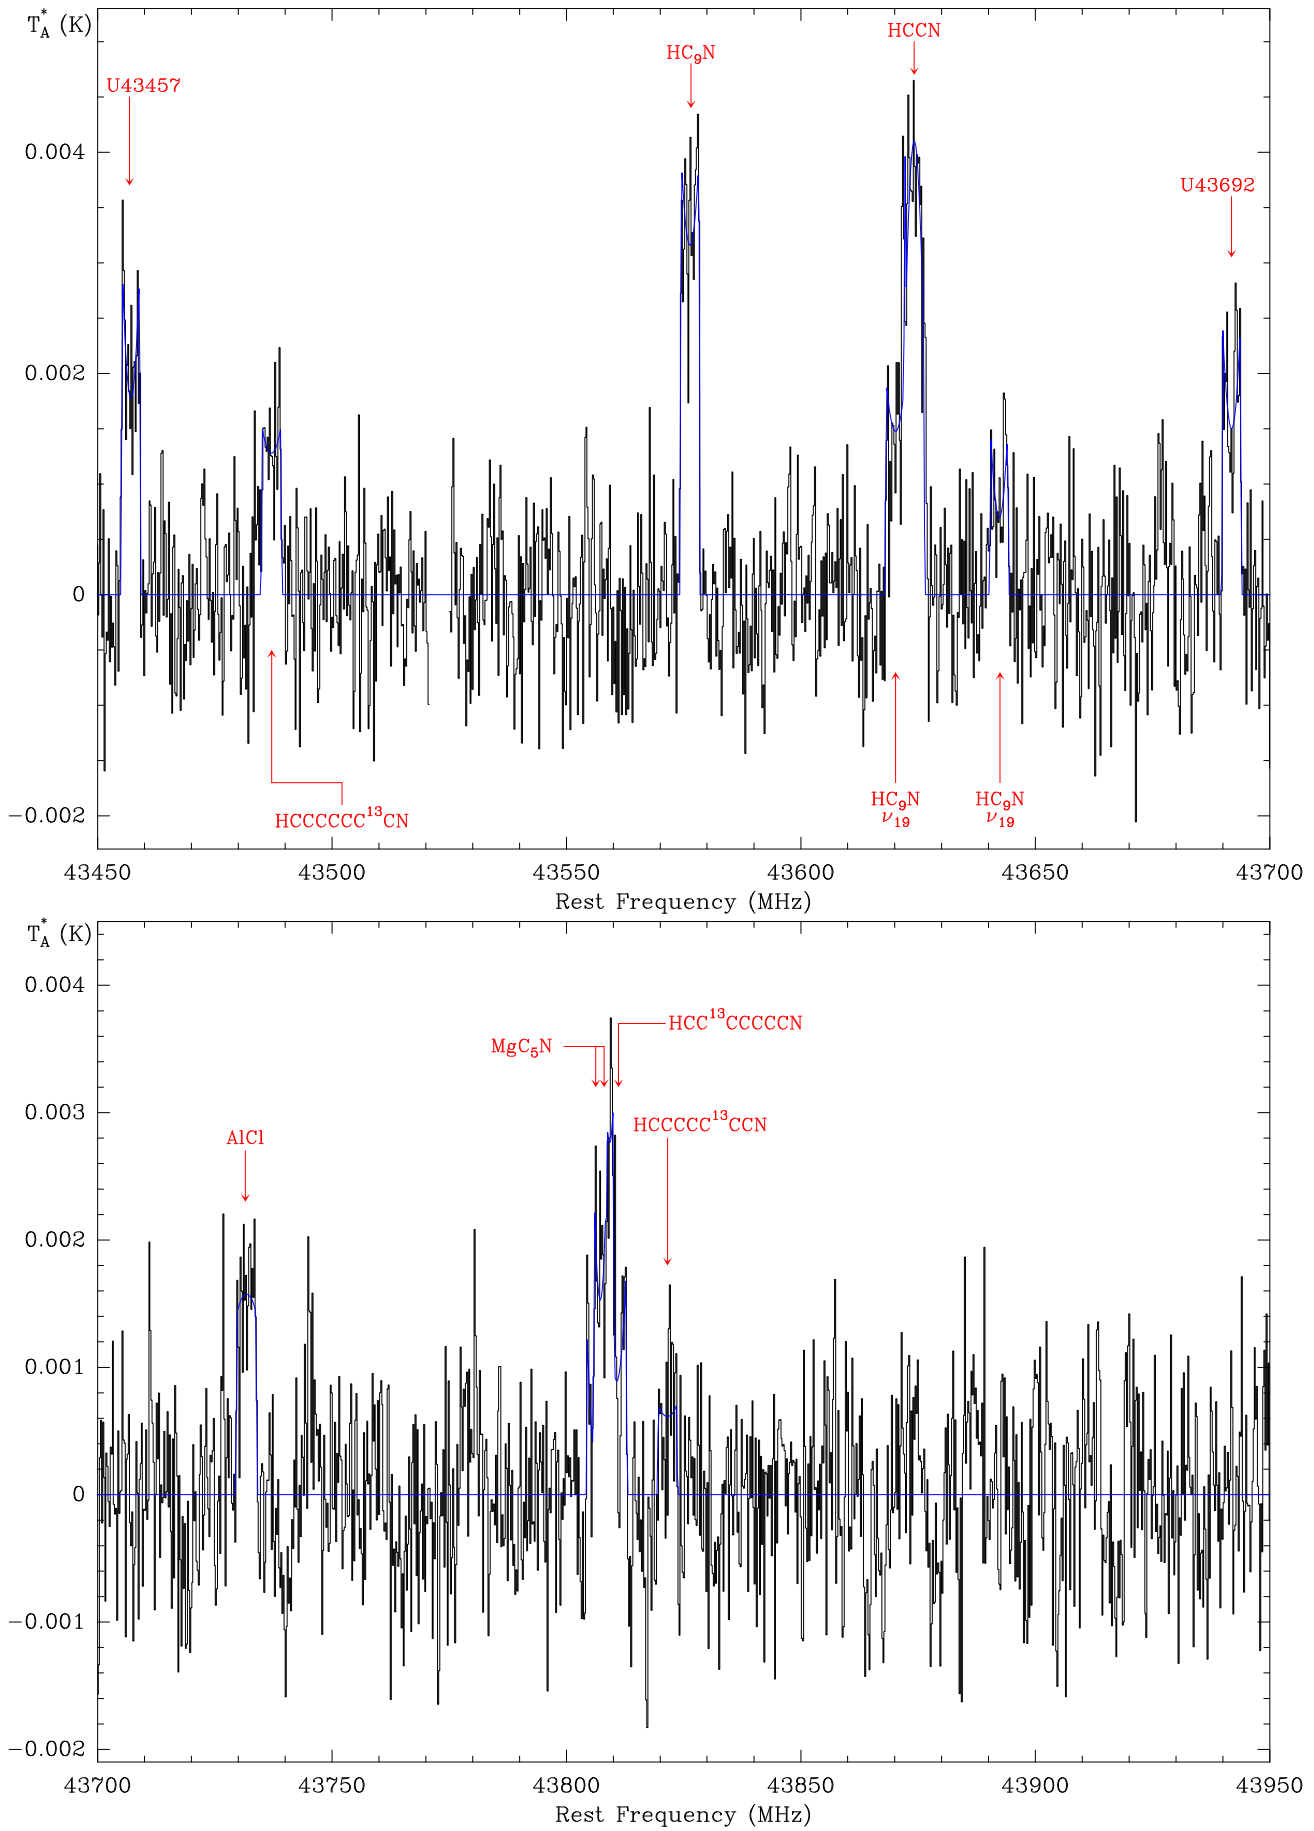 T*A (K)
HCCN
HC9N
U43457
0.004
U43692
0.002
0
−0.002
HC9N
ν19
HC9N
ν19
HCCCCCC13CN
43450 43500 43550 43600 43650 43700
Rest Frequency (MHz)
T*A (K)
0.004
HCC13CCCCCN
MgC5N
0.003
HCCCCC13CCN
AlCl
0.002
0.001
0
−0.001
−0.002
43700 43750 43800 43850 43900 43950
Rest Frequency (MHz)